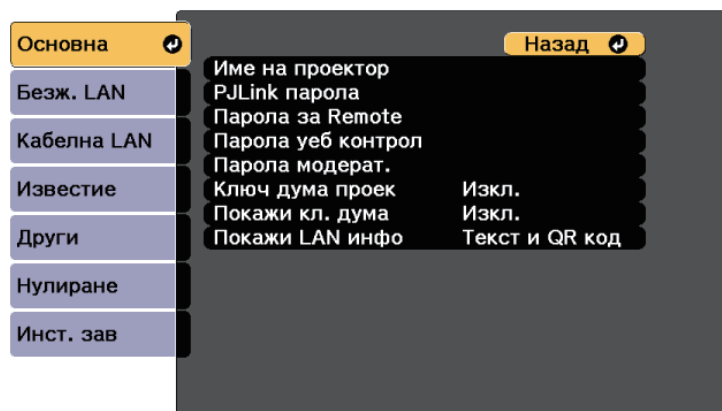 Основна
Безж. LAN
Кабелна LAN
Известие
Други
Нулиране
Инст. зав
Назад
Име на проектор
PJLink парола
Парола за Remote
Парола уеб контрол
Парола модерат.
Ключ дума проек Изкл.
Покажи кл. дума Изкл.
Покажи LAN инфо Текст и QR код